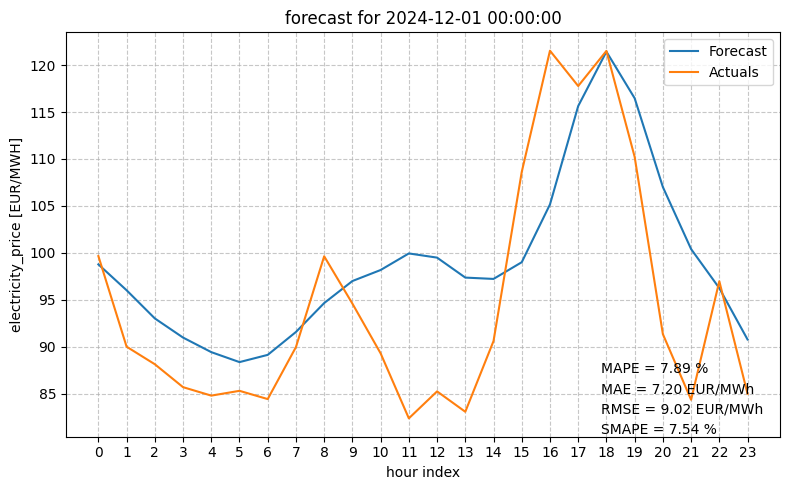 forecast for 2024-12-01 00:00:00
Forecast
Actuals
electricity_price [EUR/MWH]
120
115
110
105
100
95
90
85
MAPE = 7.89 %
MAE = 7.20 EUR/MWh
RMSE = 9.02 EUR/MWh
SMAPE = 7.54 %
0 1 2 3 4 5 6 7 8 9 10 11 12 13 14 15 16 17 18 19 20 21 22 23
hour index